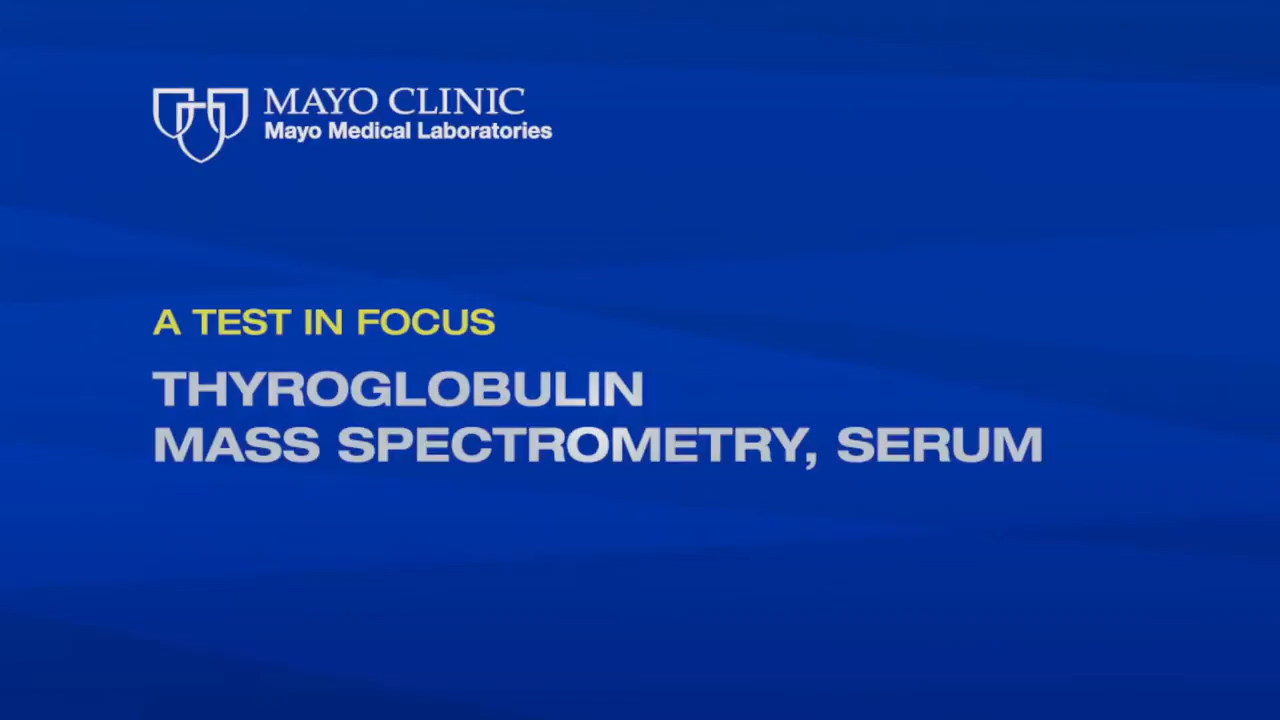 MAYO CLINIC
Mayo Medical Laboratories
A TEST IN FOCUS
THYROGLOBULIN
MASS SPECTROMETRY, SERUM